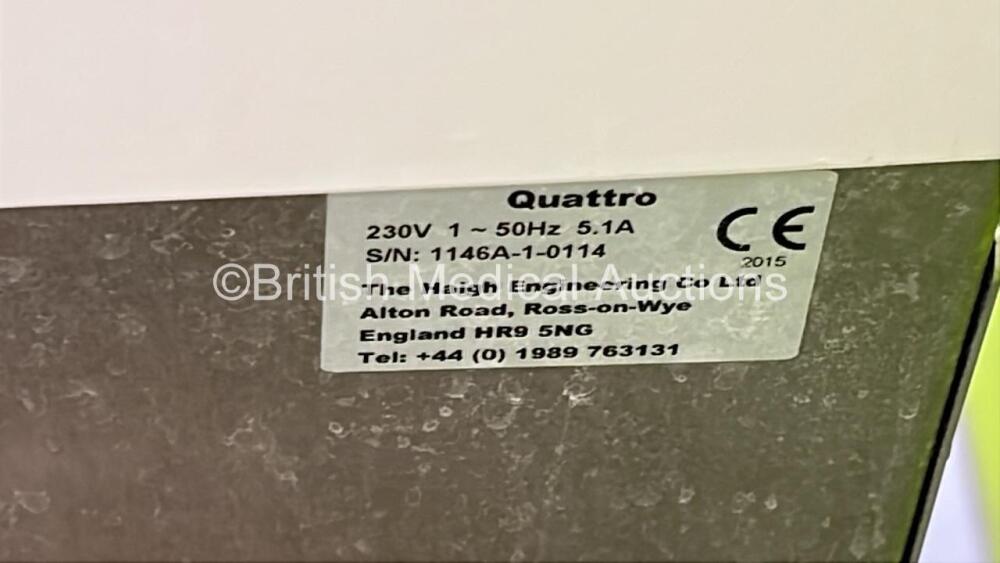 Quattro
230V 1 ~ 50Hz 5.1A
S/N: 1146A-1-0114
CE
2015
©British Medical Auctions
The Haigh Engineering Co Ltd
Alton Road, Ross-on-Wye
England HR9 5NG
Tel: +44 (0) 1989 763131